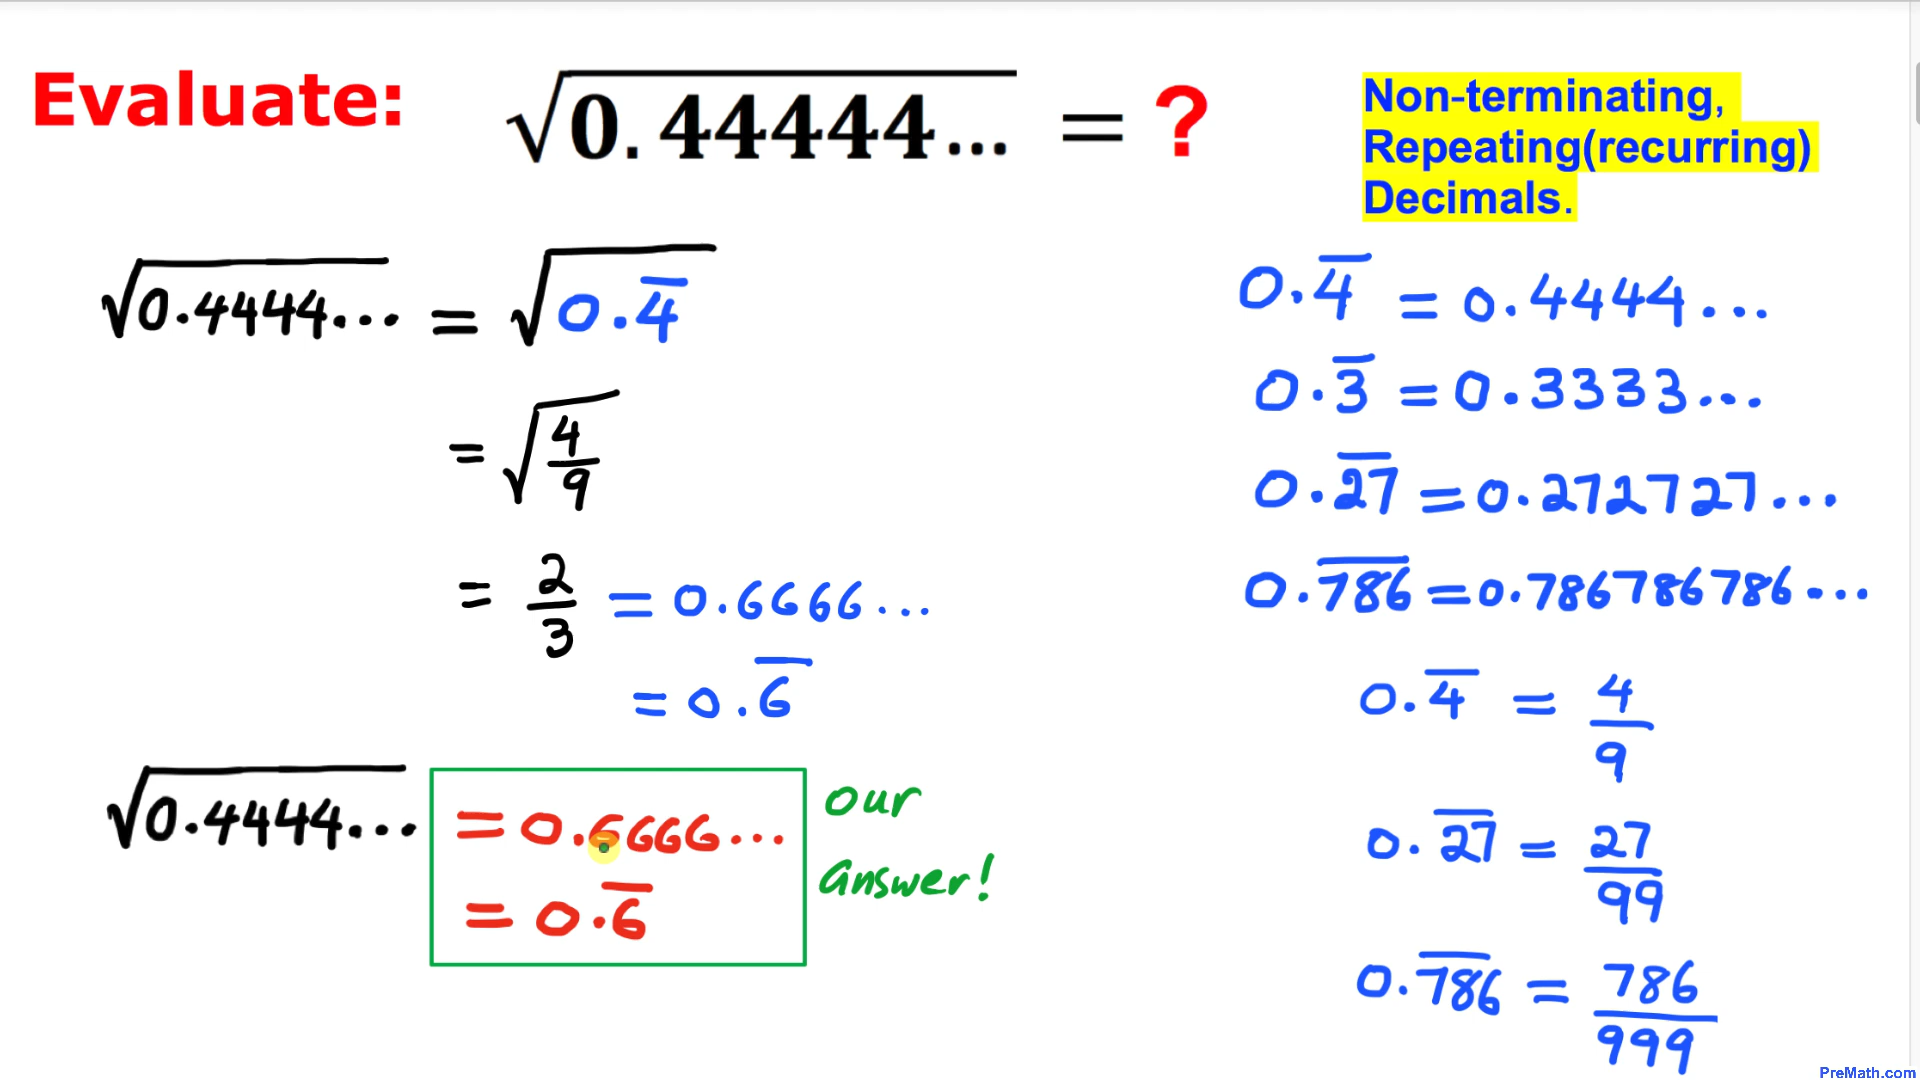 Evaluate: √0.44444... = ?
Non-terminating,
Repeating(recurring)
Decimals.
√0.4444... = √0.4̅
= √4/9
= 2/3 = 0.6666...
= 0.6̅
√0.4444... = 0.6666...
= 0.6̅
our
answer!
0.4̅ = 0.4444...
0.3̅ = 0.3333...
0.2̅7̅ = 0.272727...
0.7̅8̅6̅ = 0.786786786...
0.4̅ = 4/9
0.2̅7̅ = 27/99
0.7̅8̅6̅ = 786/999
PreMath.com